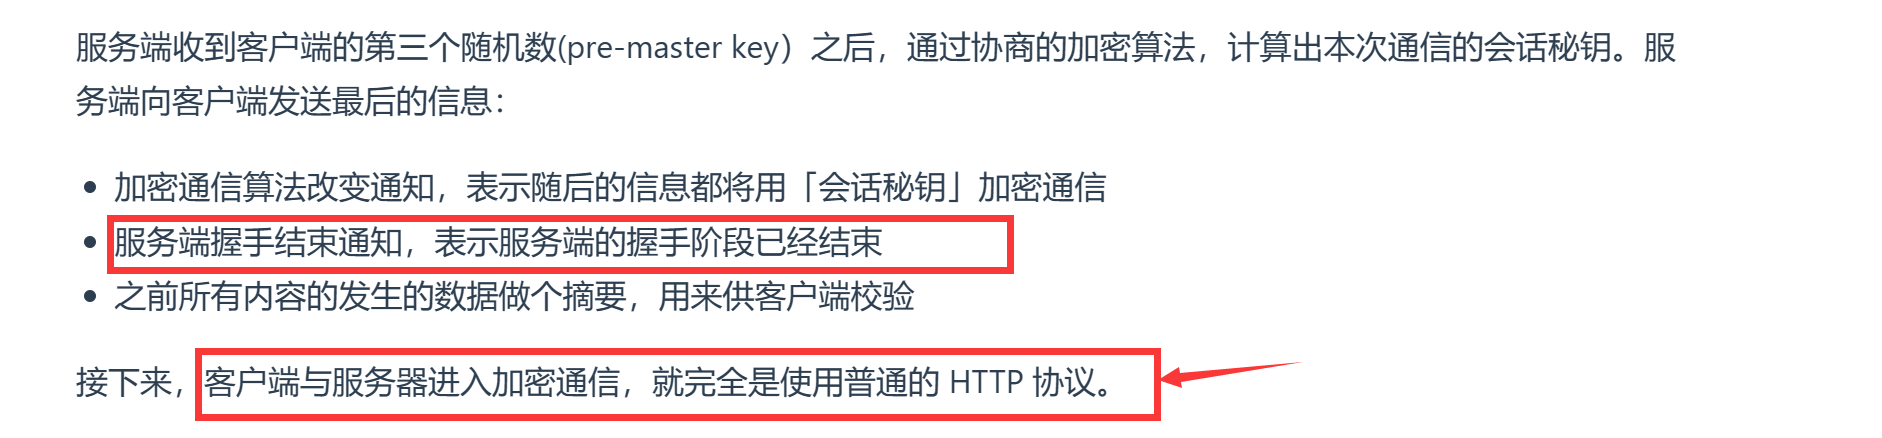 服务端收到客户端的第三个随机数(pre-master key）之后，通过协商的加密算法，计算出本次通信的会话秘钥。服
务端向客户端发送最后的信息：
加密通信算法改变通知，表示随后的信息都将用「会话秘钥」加密通信
服务端握手结束通知，表示服务端的握手阶段已经结束
之前所有内容的发生的数据做个摘要，用来供客户端校验
接下来，客户端与服务器进入加密通信，就完全是使用普通的 HTTP 协议。